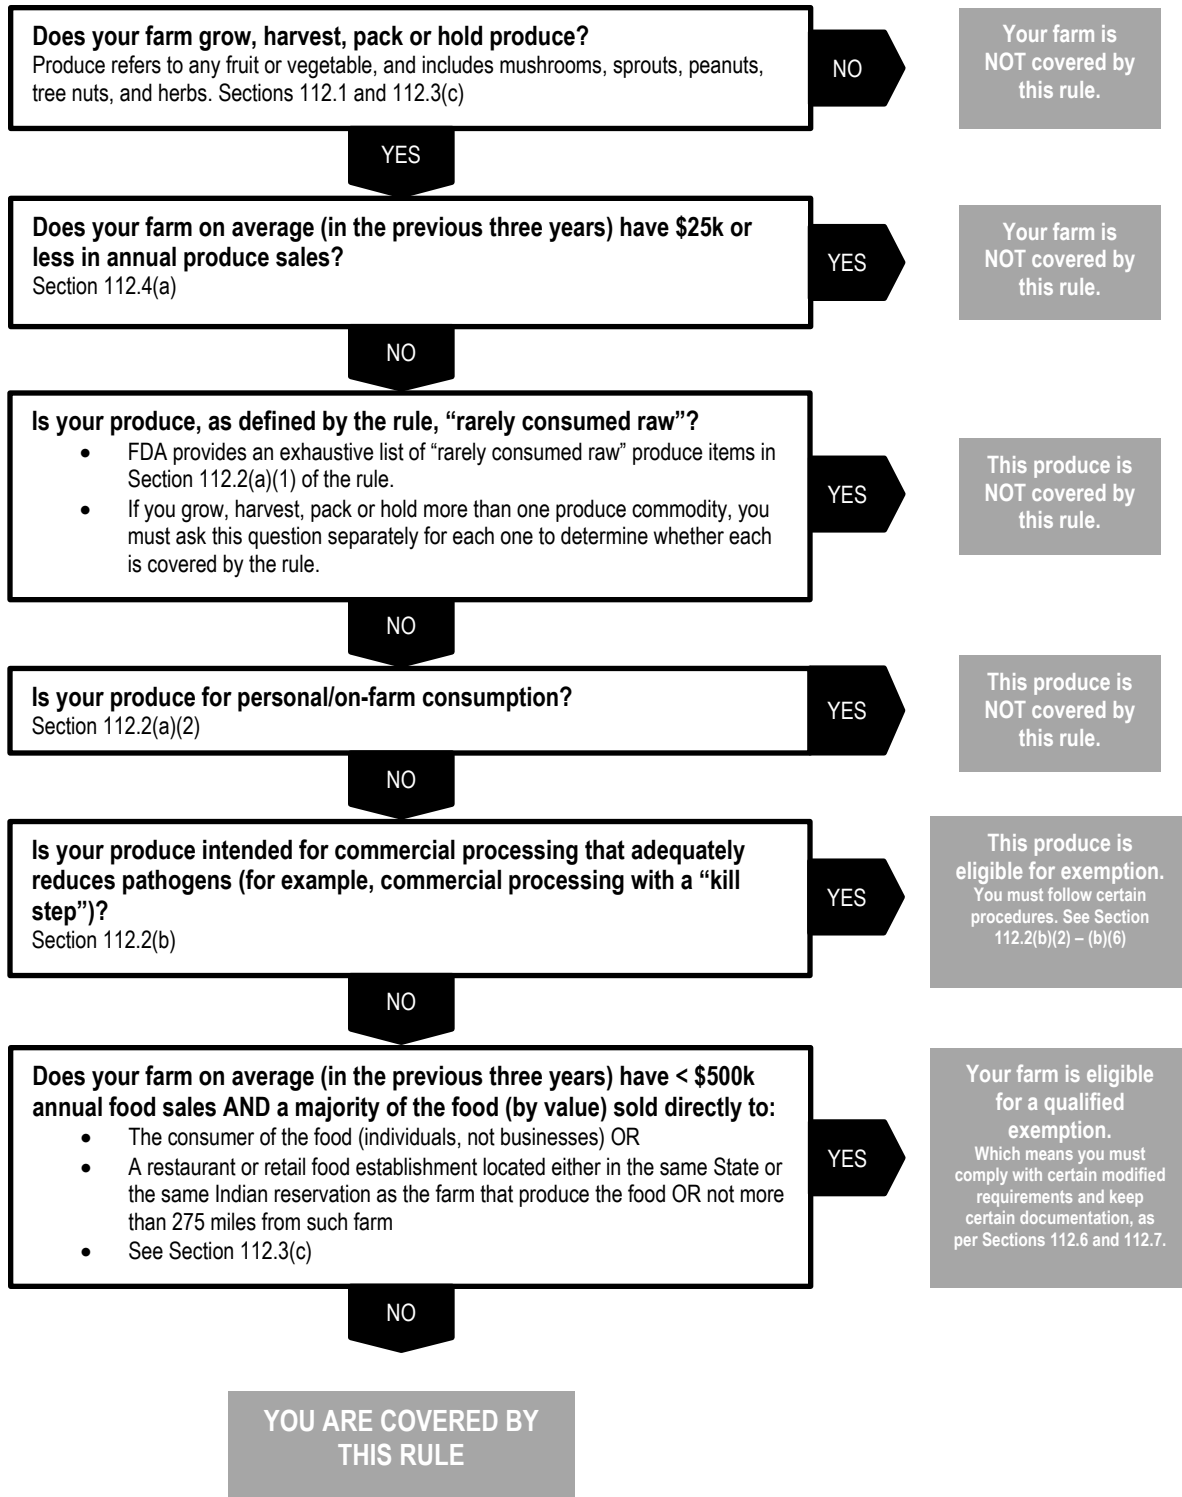 Does your farm grow, harvest, pack or hold produce?
Produce refers to any fruit or vegetable, and includes mushrooms, sprouts, peanuts,
tree nuts, and herbs. Sections 112.1 and 112.3(c)
NO
Your farm is
NOT covered by
this rule.
YES
Does your farm on average (in the previous three years) have $25k or
less in annual produce sales?
Section 112.4(a)
YES
Your farm is
NOT covered by
this rule.
NO
Is your produce, as defined by the rule, “rarely consumed raw”?
• FDA provides an exhaustive list of “rarely consumed raw” produce items in
Section 112.2(a)(1) of the rule.
• If you grow, harvest, pack or hold more than one produce commodity, you
must ask this question separately for each one to determine whether each
is covered by the rule.
YES
This produce is
NOT covered by
this rule.
NO
Is your produce for personal/on-farm consumption?
Section 112.2(a)(2)
YES
This produce is
NOT covered by
this rule.
NO
Is your produce intended for commercial processing that adequately
reduces pathogens (for example, commercial processing with a “kill
step”)?
Section 112.2(b)
YES
This produce is
eligible for exemption.
You must follow certain
procedures. See Section
112.2(b)(2) – (b)(6)
NO
Does your farm on average (in the previous three years) have < $500k
annual food sales AND a majority of the food (by value) sold directly to:
• The consumer of the food (individuals, not businesses) OR
• A restaurant or retail food establishment located either in the same State or
the same Indian reservation as the farm that produce the food OR not more
than 275 miles from such farm
• See Section 112.3(c)
YES
Your farm is eligible
for a qualified
exemption.
Which means you must
comply with certain modified
requirements and keep
certain documentation, as
per Sections 112.6 and 112.7.
NO
YOU ARE COVERED BY
THIS RULE